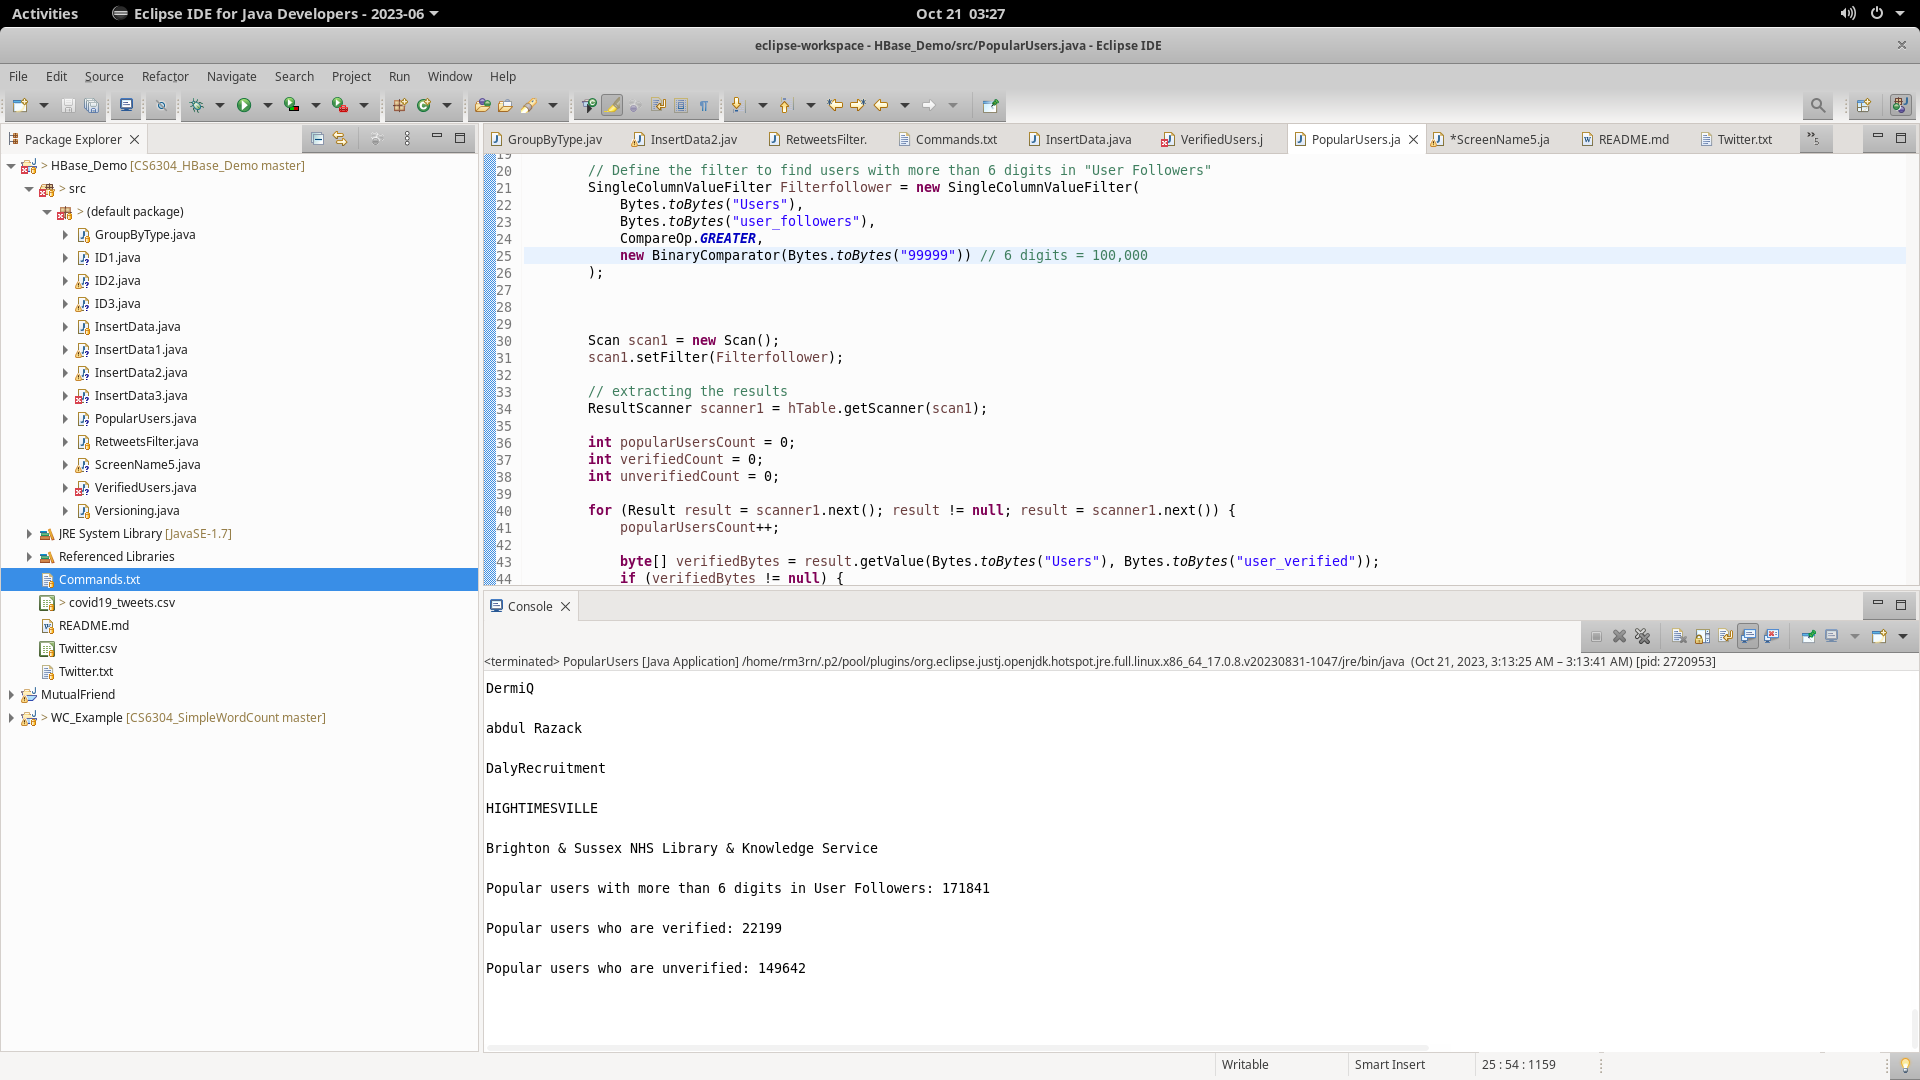 Activities
Eclipse IDE for Java Developers - 2023-06
Oct 21 03:27
eclipse-workspace - HBase_Demo/src/PopularUsers.java - Eclipse IDE
File Edit Source Refactor Navigate Search Project Run Window Help
Package Explorer
GroupByType.jav
InsertData2.jav
RetweetsFilter.
Commands.txt
InsertData.java
VerifiedUsers.j
PopularUsers.ja
*ScreenName5.ja
README.md
Twitter.txt
»5
> HBase_Demo [CS6304_HBase_Demo master]
> src
> (default package)
GroupByType.java
ID1.java
ID2.java
ID3.java
InsertData.java
InsertData1.java
InsertData2.java
InsertData3.java
PopularUsers.java
RetweetsFilter.java
ScreenName5.java
VerifiedUsers.java
Versioning.java
JRE System Library [JavaSE-1.7]
Referenced Libraries
Commands.txt
> covid19_tweets.csv
README.md
Twitter.csv
Twitter.txt
MutualFriend
> WC_Example [CS6304_SimpleWordCount master]
19
20 // Define the filter to find users with more than 6 digits in "User Followers"
21 SingleColumnValueFilter Filterfollower = new SingleColumnValueFilter(
22 Bytes.toBytes("Users"),
23 Bytes.toBytes("user_followers"),
24 CompareOp.GREATER,
25 new BinaryComparator(Bytes.toBytes("99999")) // 6 digits = 100,000
26 );
27
28
29
30 Scan scan1 = new Scan();
31 scan1.setFilter(Filterfollower);
32
33 // extracting the results
34 ResultScanner scanner1 = hTable.getScanner(scan1);
35
36 int popularUsersCount = 0;
37 int verifiedCount = 0;
38 int unverifiedCount = 0;
39
40 for (Result result = scanner1.next(); result != null; result = scanner1.next()) {
41 popularUsersCount++;
42
43 byte[] verifiedBytes = result.getValue(Bytes.toBytes("Users"), Bytes.toBytes("user_verified"));
44 if (verifiedBytes != null) {
Console
<terminated> PopularUsers [Java Application] /home/rm3rn/.p2/pool/plugins/org.eclipse.justj.openjdk.hotspot.jre.full.linux.x86_64_17.0.8.v20230831-1047/jre/bin/java (Oct 21, 2023, 3:13:25 AM – 3:13:41 AM) [pid: 2720953]
DermiQ
abdul Razack
DalyRecruitment
HIGHTIMESVILLE
Brighton & Sussex NHS Library & Knowledge Service
Popular users with more than 6 digits in User Followers: 171841
Popular users who are verified: 22199
Popular users who are unverified: 149642
Writable
Smart Insert
25 : 54 : 1159